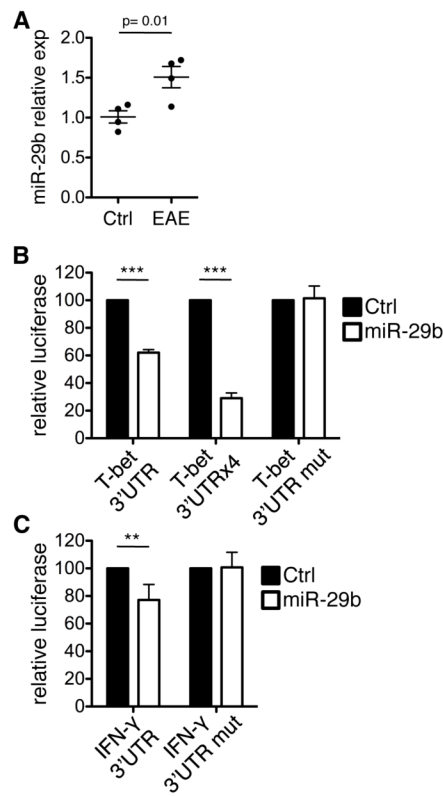 A
p= 0.01
miR-29b relative exp
2.0
1.5
1.0
0.5
0.0
Ctrl EAE
B
relative luciferase
120
100
80
60
40
20
0
*** ***
Ctrl
miR-29b
T-bet
3'UTR
T-bet
3'UTRx4
T-bet
3'UTR mut
C
relative luciferase
120
100
80
60
40
20
0
**
Ctrl
miR-29b
IFN-γ
3'UTR
IFN-γ
3'UTR mut